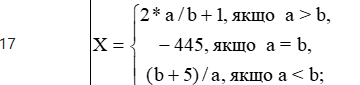 2* a / b + 1, якщо a > b,
17 X = { − 445, якщо a = b,
(b + 5) / a, якщо a < b;